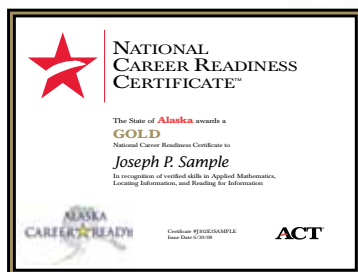 NATIONAL
CAREER READINESS
CERTIFICATE™
The State of Alaska awards a
GOLD
National Career Readiness Certificate to
Joseph P. Sample
In recognition of verified skills in Applied Mathematics,
Locating Information, and Reading for Information
ALASKA
CAREER READY
Certificate #J102E3SAMPLE
Issue Date 6/30/08
ACT